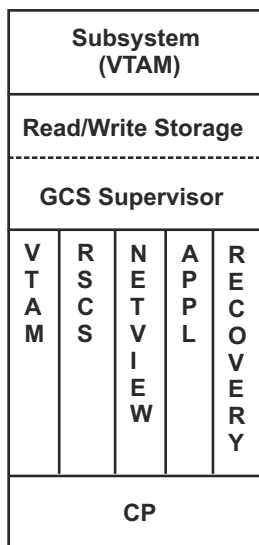 Subsystem
(VTAM)
Read/Write Storage
GCS Supervisor
VTAM
RSCS
NETVIEW
APPL
RECOVERY
CP